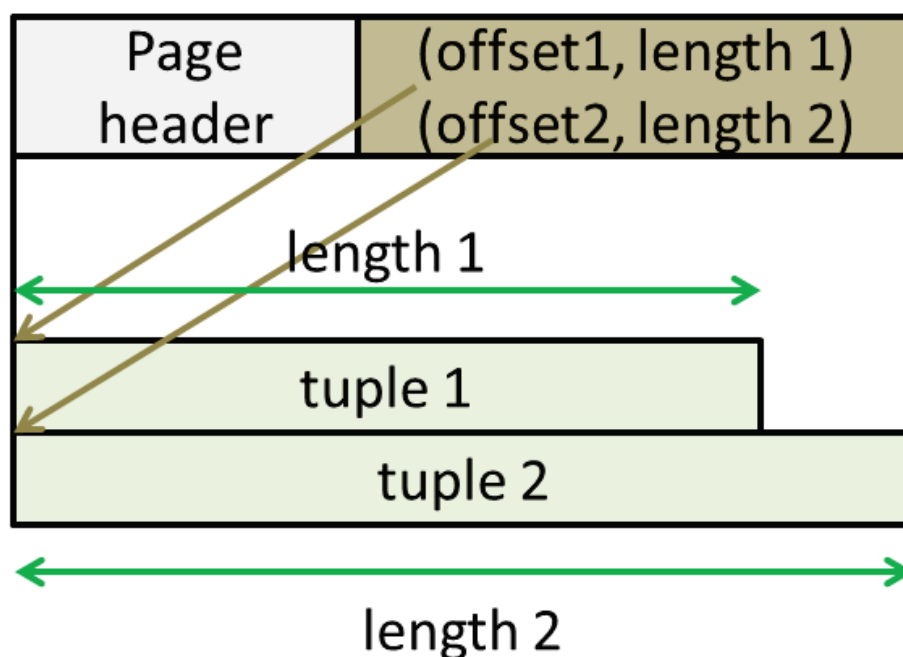 Page
header
(offset1, length 1)
(offset2, length 2)
length 1
tuple 1
tuple 2
length 2